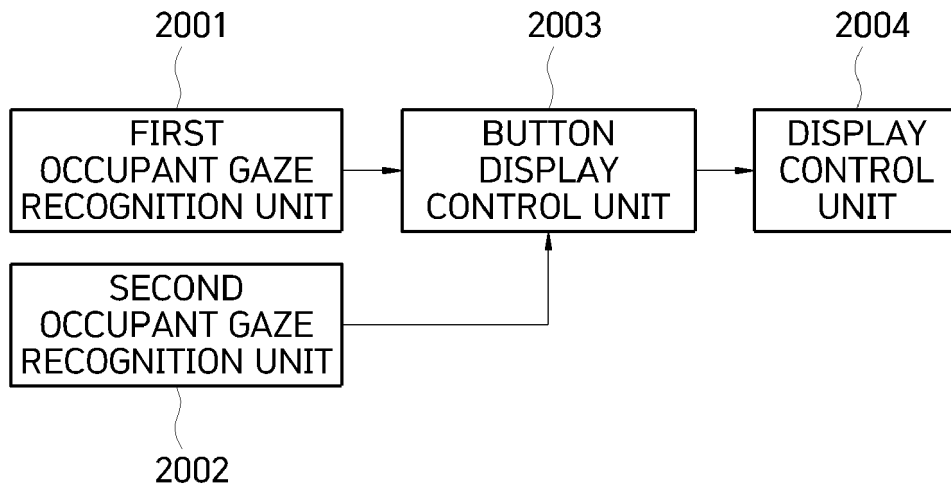 2001
2003
2004
FIRST
OCCUPANT GAZE
RECOGNITION UNIT
BUTTON
DISPLAY
CONTROL UNIT
DISPLAY
CONTROL
UNIT
SECOND
OCCUPANT GAZE
RECOGNITION UNIT
2002